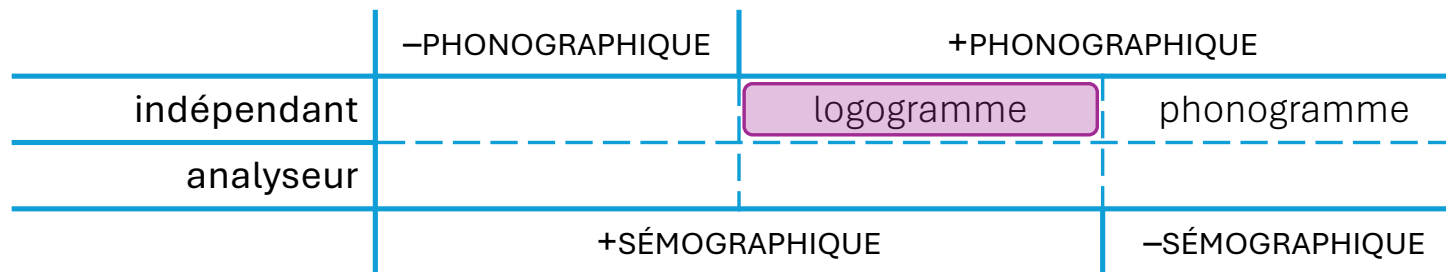 –PHONOGRAPHIQUE +PHONOGRAPHIQUE
indépendant logogramme phonogramme
analyseur
+SÉMOGRAPHIQUE –SÉMOGRAPHIQUE